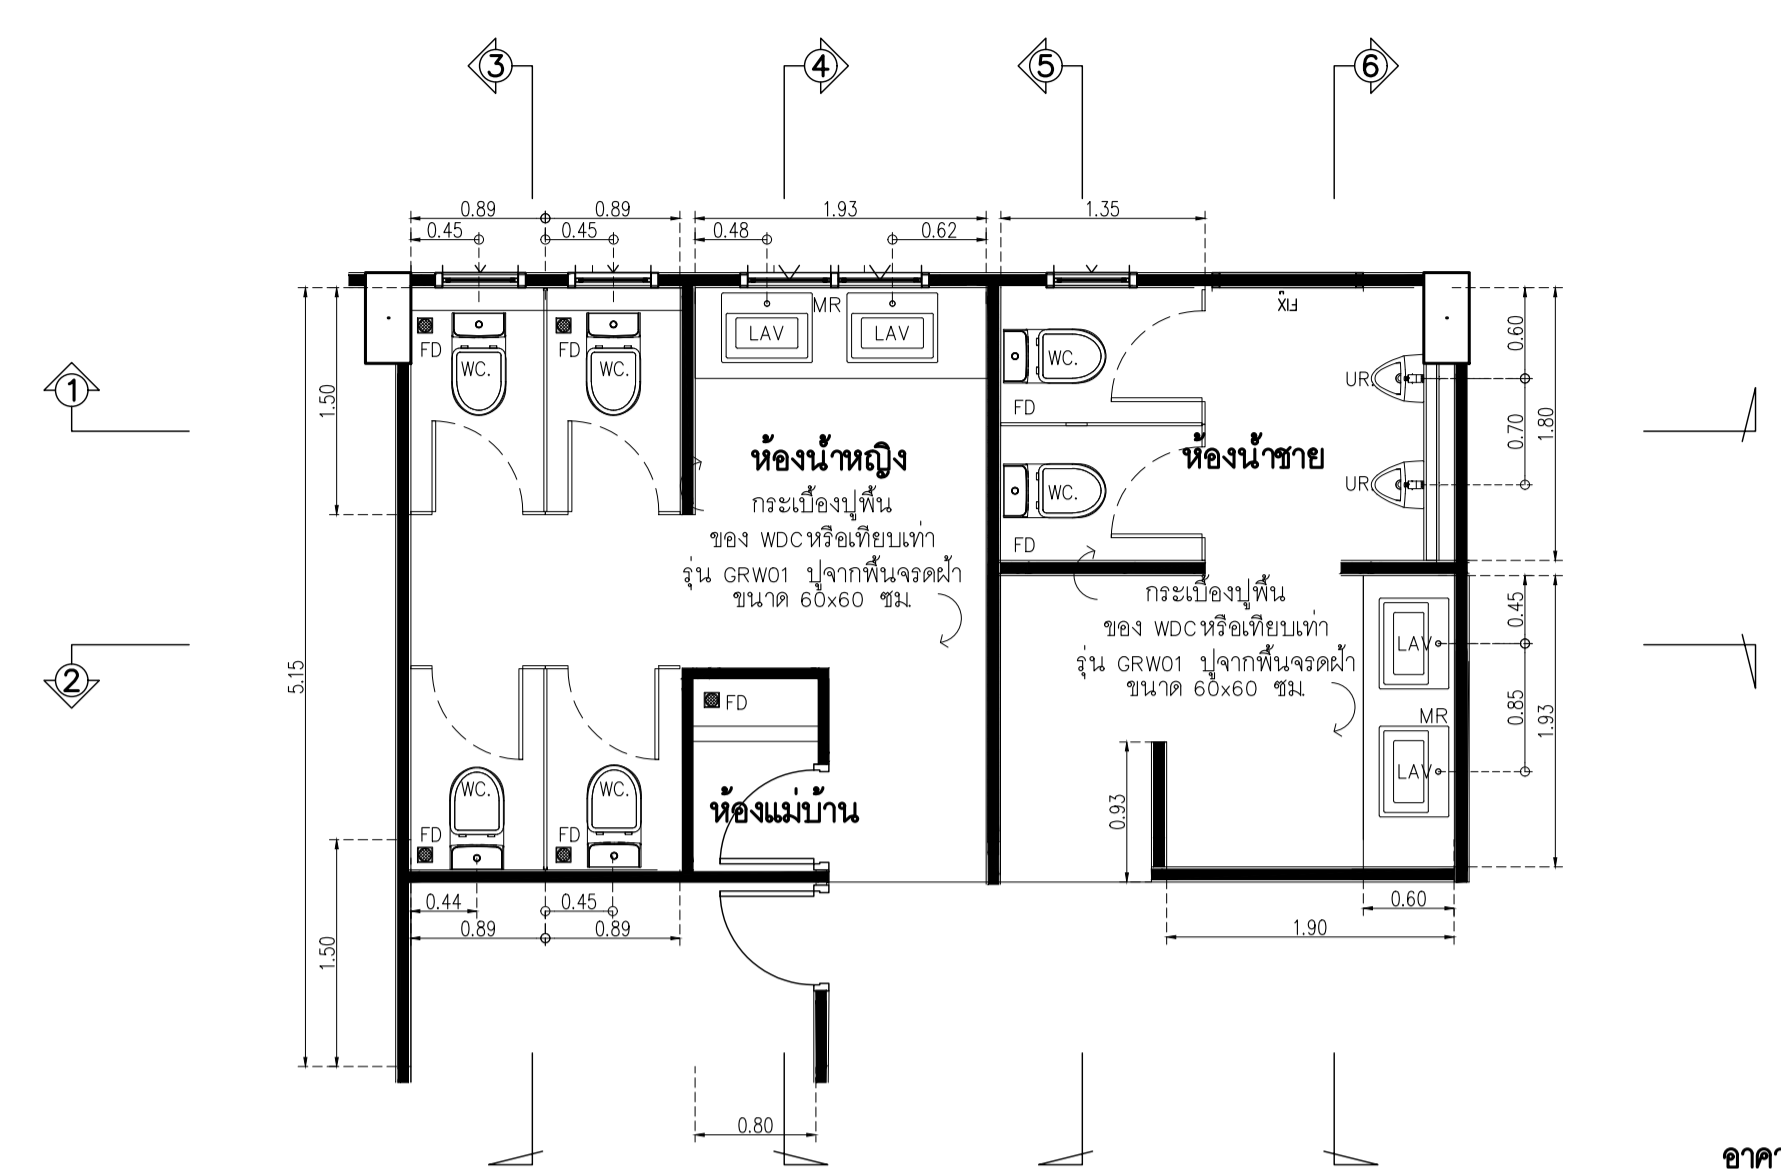 3
4
5
6
0.89
0.89
1.93
1.35
0.45
0.45
0.48
0.62
MR
LAV
LAV
FIX
FD
FD
WC.
WC.
WC.
UR.
0.60
1
1.50
FD
0.70
1.80
ห้องน้ำหญิง
ห้องน้ำชาย
WC.
UR.
กระเบื้องปูพื้น
ของ WDC หรือเทียบเท่า
รุ่น GRW01 ปูจากพื้นจรดฝ้า
ขนาด 60x60 ซม.
FD
กระเบื้องปูพื้น
ของ WDC หรือเทียบเท่า
รุ่น GRW01 ปูจากพื้นจรดฝ้า
ขนาด 60x60 ซม.
0.45
LAV
2
5.15
FD
0.85
1.93
MR
LAV
WC.
WC.
ห้องแม่บ้าน
0.93
FD
FD
0.44
0.45
0.89
0.89
0.60
1.90
1.50
0.80